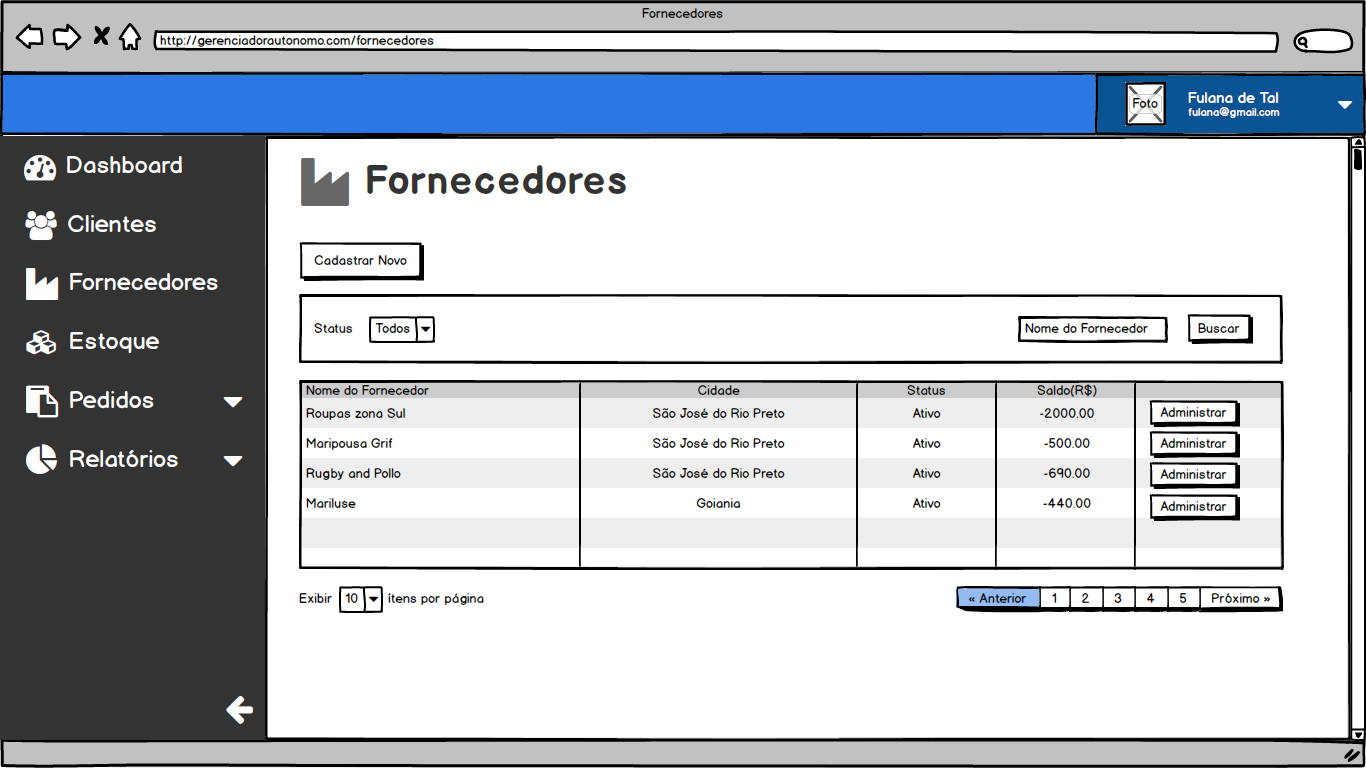 Fornecedores
http://gerenciadorautonomo.com/fornecedores
Foto
Fulana de Tal
fulana@gmail.com
Dashboard
Clientes
Fornecedores
Estoque
Pedidos
Relatórios
Fornecedores
Cadastrar Novo
Status Todos Nome do Fornecedor Buscar
Nome do Fornecedor Cidade Status Saldo(R$)
Roupas zona Sul São José do Rio Preto Ativo -2000.00 Administrar
Maripousa Grif São José do Rio Preto Ativo -500.00 Administrar
Rugby and Pollo São José do Rio Preto Ativo -690.00 Administrar
Mariluse Goiania Ativo -440.00 Administrar
Exibir 10 ítens por página « Anterior 1 2 3 4 5 Próximo »